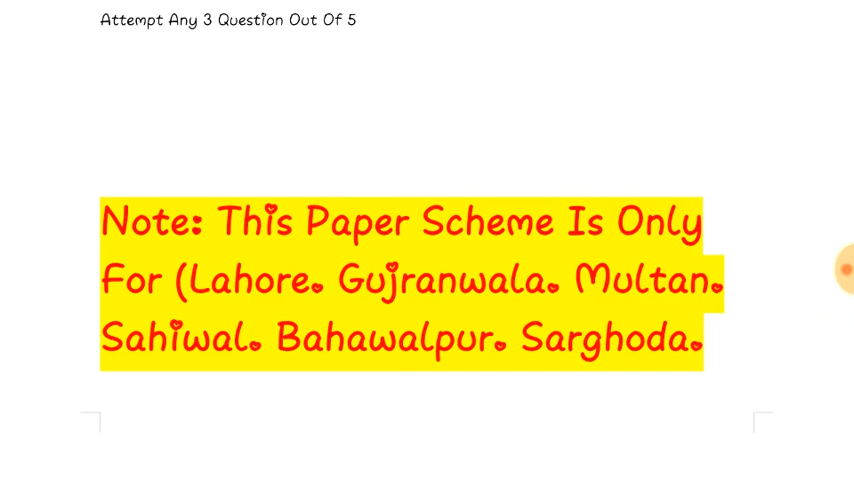 Attempt Any 3 Question Out Of 5
Note: This Paper Scheme Is Only
For (Lahore. Gujranwala. Multan.
Sahiwal. Bahawalpur. Sarghoda.